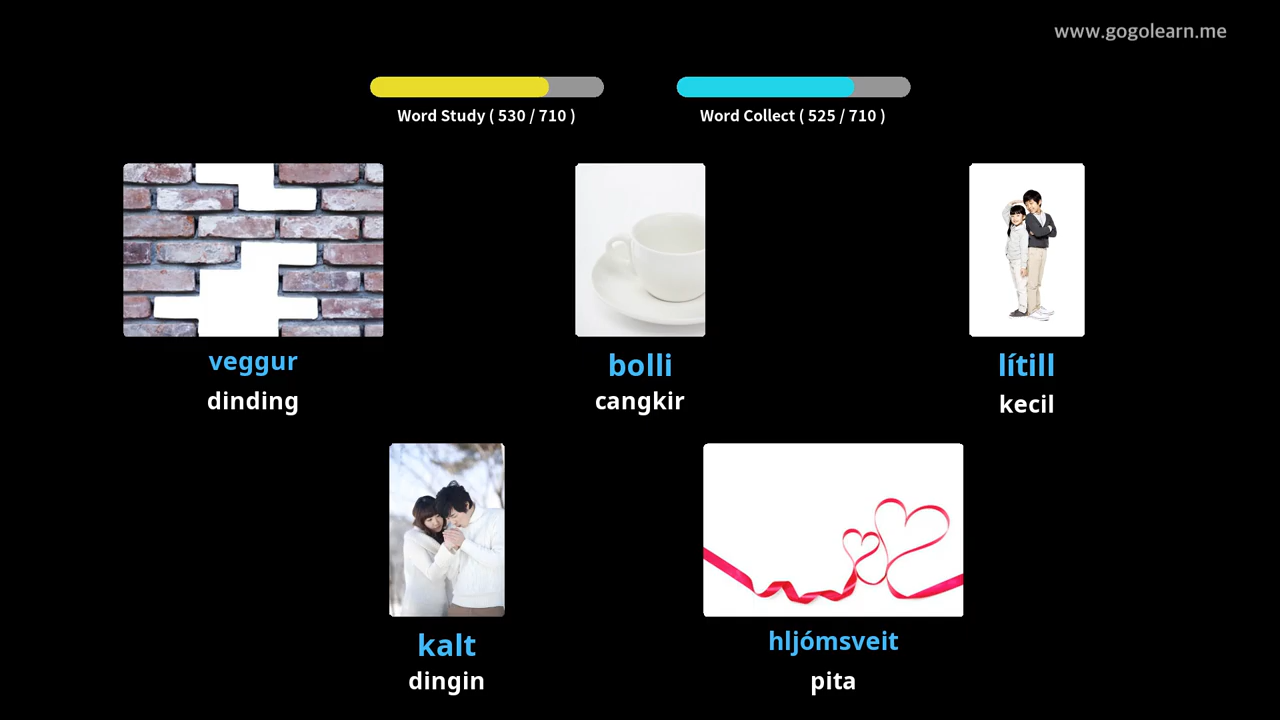 www.gogolearn.me
Word Study ( 530 / 710 )
Word Collect ( 525 / 710 )
veggur
dinding
bolli
cangkir
lítill
kecil
kalt
dingin
hljómsveit
pita